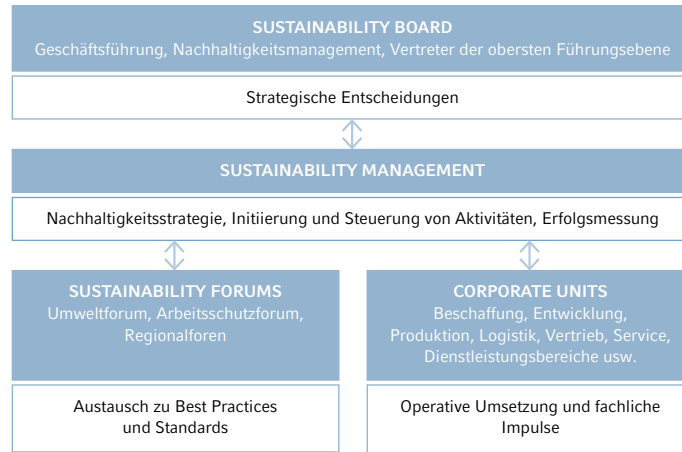 SUSTAINABILITY BOARD
Geschäftsführung, Nachhaltigkeitsmanagement, Vertreter der obersten Führungsebene
Strategische Entscheidungen
SUSTAINABILITY MANAGEMENT
Nachhaltigkeitsstrategie, Initiierung und Steuerung von Aktivitäten, Erfolgsmessung
SUSTAINABILITY FORUMS
Umweltforum, Arbeitsschutzforum,
Regionalforen
Austausch zu Best Practices
und Standards
CORPORATE UNITS
Beschaffung, Entwicklung,
Produktion, Logistik, Vertrieb, Service,
Dienstleistungsbereiche usw.
Operative Umsetzung und fachliche
Impulse